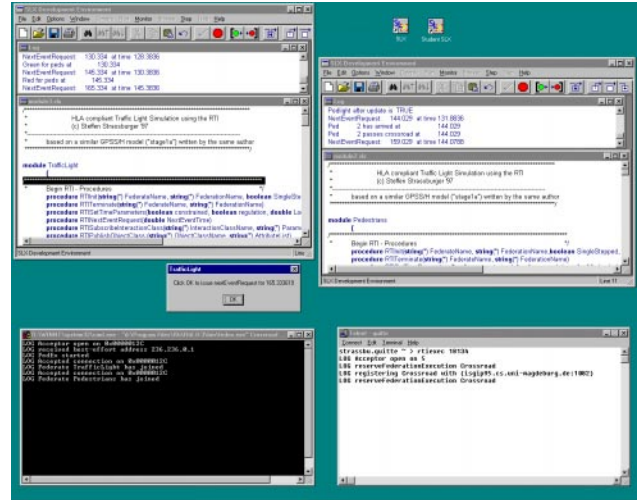 SLX Development Environment
File Edit Options Window Monitor Step Help
Log
NextEventRequest 130.334 at time 128.3836
Green for peds at 130.334
NextEventRequest 145.334 at time 130.3836
Red for peds at 145.334
NextEventRequest 165.334 at time 145.3836
HLA compliant Traffic Light Simulation using the RTI
(c) Steffen Strassburger '97
based on a similar GPSS/H model ("stage1a") written by the same author
module TrafficLight
{
Begin RTI - Procedures */
procedure RTIInit(string(*) FederateName, string(*) FederationName, boolean SingleSte
procedure RTITerminate(string(*) FederateName, string(*) FederationName)
procedure RTISetTimeParameters(boolean constrained, boolean regulation, double Lo
procedure RTINextEventRequest(double NextEventTime)
procedure RTISubscribeInteractionClass(string(*) InteractionClassName, string(*) Parame
procedure RTIPublishObjectClass(string(*) ObjectClassName, string(*) AttributeList)
SLX Development Environment
Line
SLX
Student SLX
SLX Development Environment
File Edit Options Window Monitor Step Help
Log
Pedlight after update is TRUE
NextEventRequest 144.029 at time 131.8836
Ped 2 has arrived at 144.029
Ped 2 passes crossroad at 144.029
NextEventRequest 159.029 at time 144.0788
HLA compliant Traffic Light Simulation using the RTI
(c) Steffen Strassburger '97
based on a similar GPSS/H model ("stage1a") written by the same author
module Pedestrians
{
Begin RTI - Procedures */
procedure RTIInit(string(*) FederateName, string(*) FederationName, boolean SingleStepped,
procedure RTITerminate(string(*) FederateName, string(*) FederationName)
SLX Development Environment
Line 11
TrafficLight
Click OK to issue nextEventRequest for 165.333619
OK
Crossroad
LOG Acceptor open on 0x0000012C
LOG received best-effort address 236.236.0.1
LOG FedEx started
LOG Accepted connection on 0x0000012C
LOG Federate TrafficLight has joined
LOG Accepted connection on 0x0000012C
LOG Federate Pedestrians has joined
Telnet - quitte
Connect Edit Terminal Help
strassbu.quitte ~ > rtiexec 18134
LOG Acceptor open on 5
LOG reserveFederationExecution Crossroad
LOG registering Crossroad with (isgip95.cs.uni-magdeburg.de:1082)
LOG reserveFederationExecution Crossroad